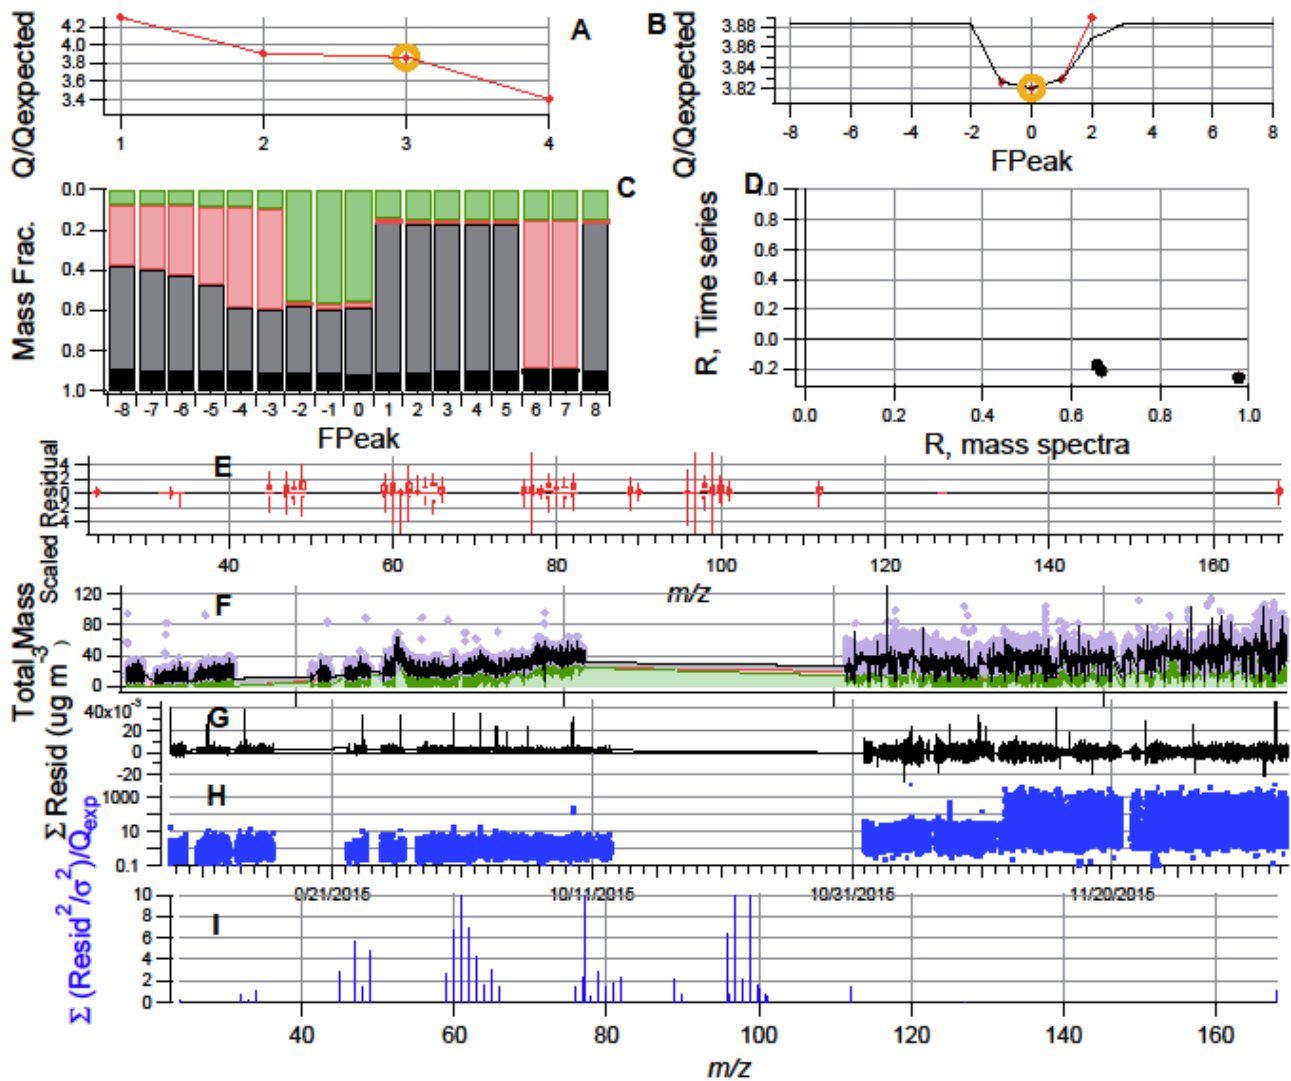 A
Q/Qexpected
4.2
4.0
3.8
3.6
3.4
1 2 3 4
B
Q/Qexpected
3.88
3.86
3.84
3.82
-8 -6 -4 -2 0 2 4 6 8
FPeak
C
Mass Frac.
0.0
0.2
0.4
0.6
0.8
1.0
-8 -7 -6 -5 -4 -3 -2 -1 0 1 2 3 4 5 6 7 8
FPeak
D
R, Time series
1.0
0.8
0.6
0.4
0.2
0.0
-0.2
0.0 0.2 0.4 0.6 0.8 1.0
R, mass spectra
E
Scaled Residual
4
2
0
-2
-4
40 60 80 100 120 140 160
m/z
F
Total Mass
120
80
40
0
G
Σ Resid (ug m-3)
40x10-3
20
0
-20
H
1000
10
0.1
9/21/2015 10/11/2015 10/31/2015 11/20/2015
I
Σ (Resid2/σ2)/Qexp
10
8
6
4
2
0
40 60 80 100 120 140 160
m/z